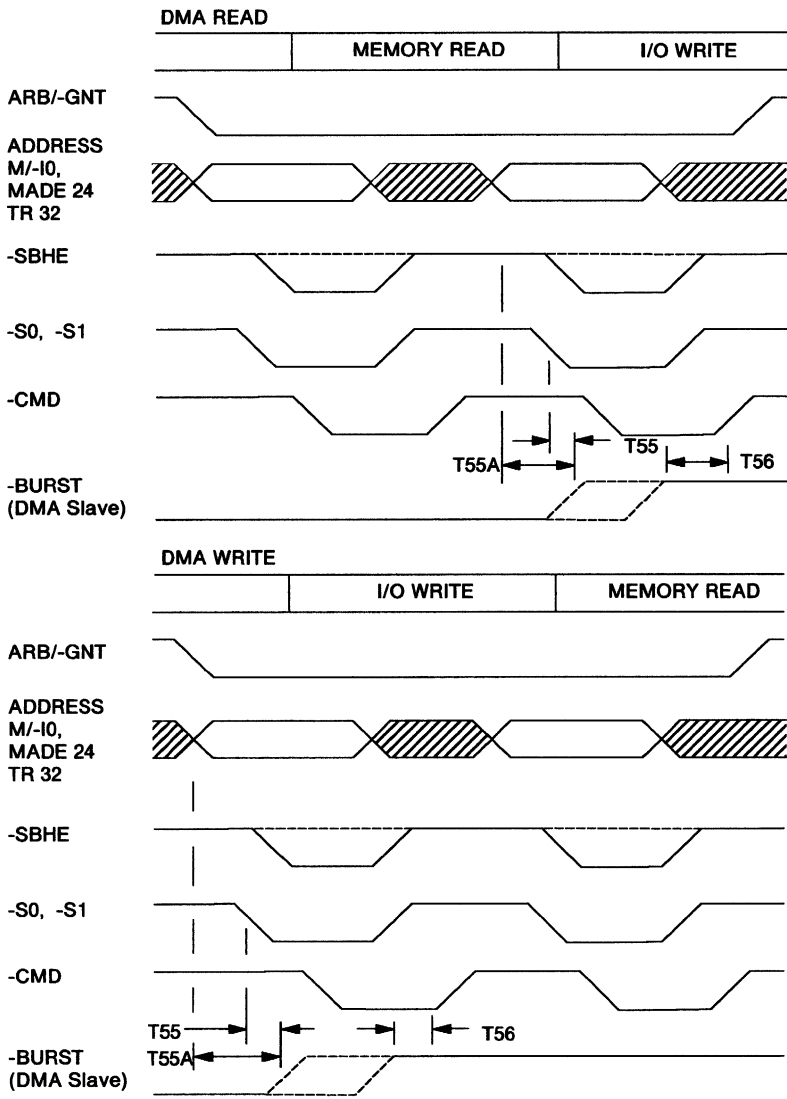 DMA READ
MEMORY READ
I/O WRITE
ARB/-GNT
ADDRESS
M/-I0,
MADE 24
TR 32
-SBHE
-S0, -S1
-CMD
T55A
T55
T56
-BURST
(DMA Slave)
DMA WRITE
I/O WRITE
MEMORY READ
ARB/-GNT
ADDRESS
M/-I0,
MADE 24
TR 32
-SBHE
-S0, -S1
-CMD
T55
T56
T55A
-BURST
(DMA Slave)